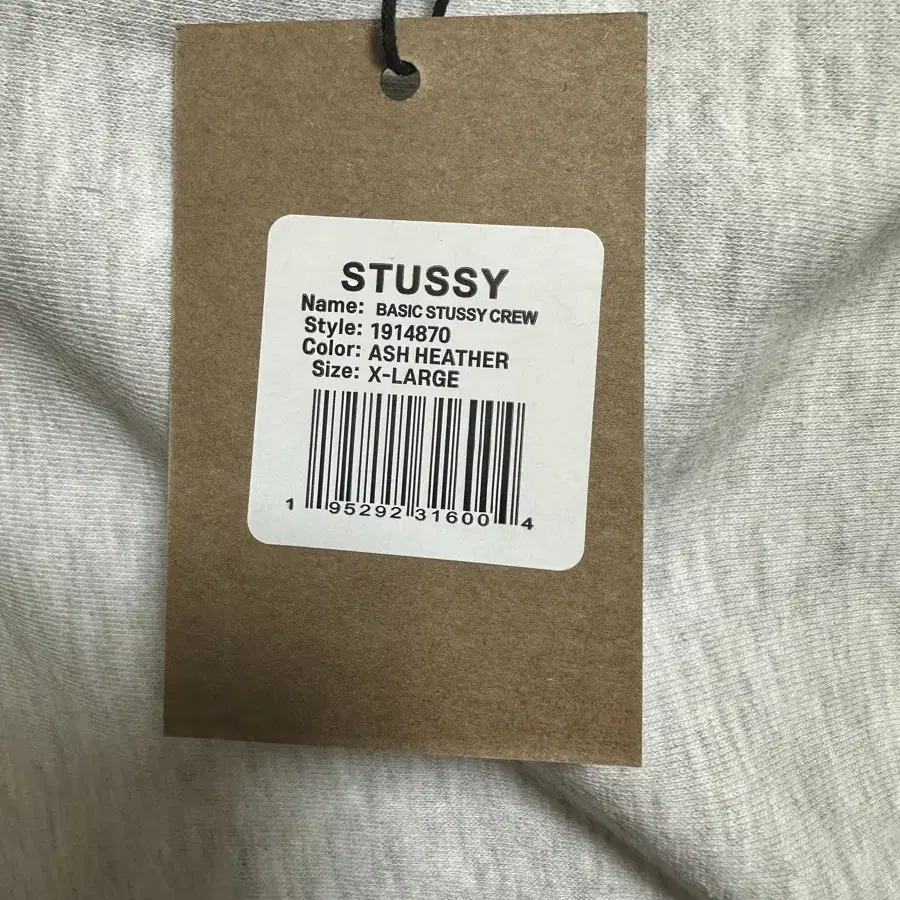 STUSSY
Name: BASIC STUSSY CREW
Style: 1914870
Color: ASH HEATHER
Size: X-LARGE
1 95292 31600 4